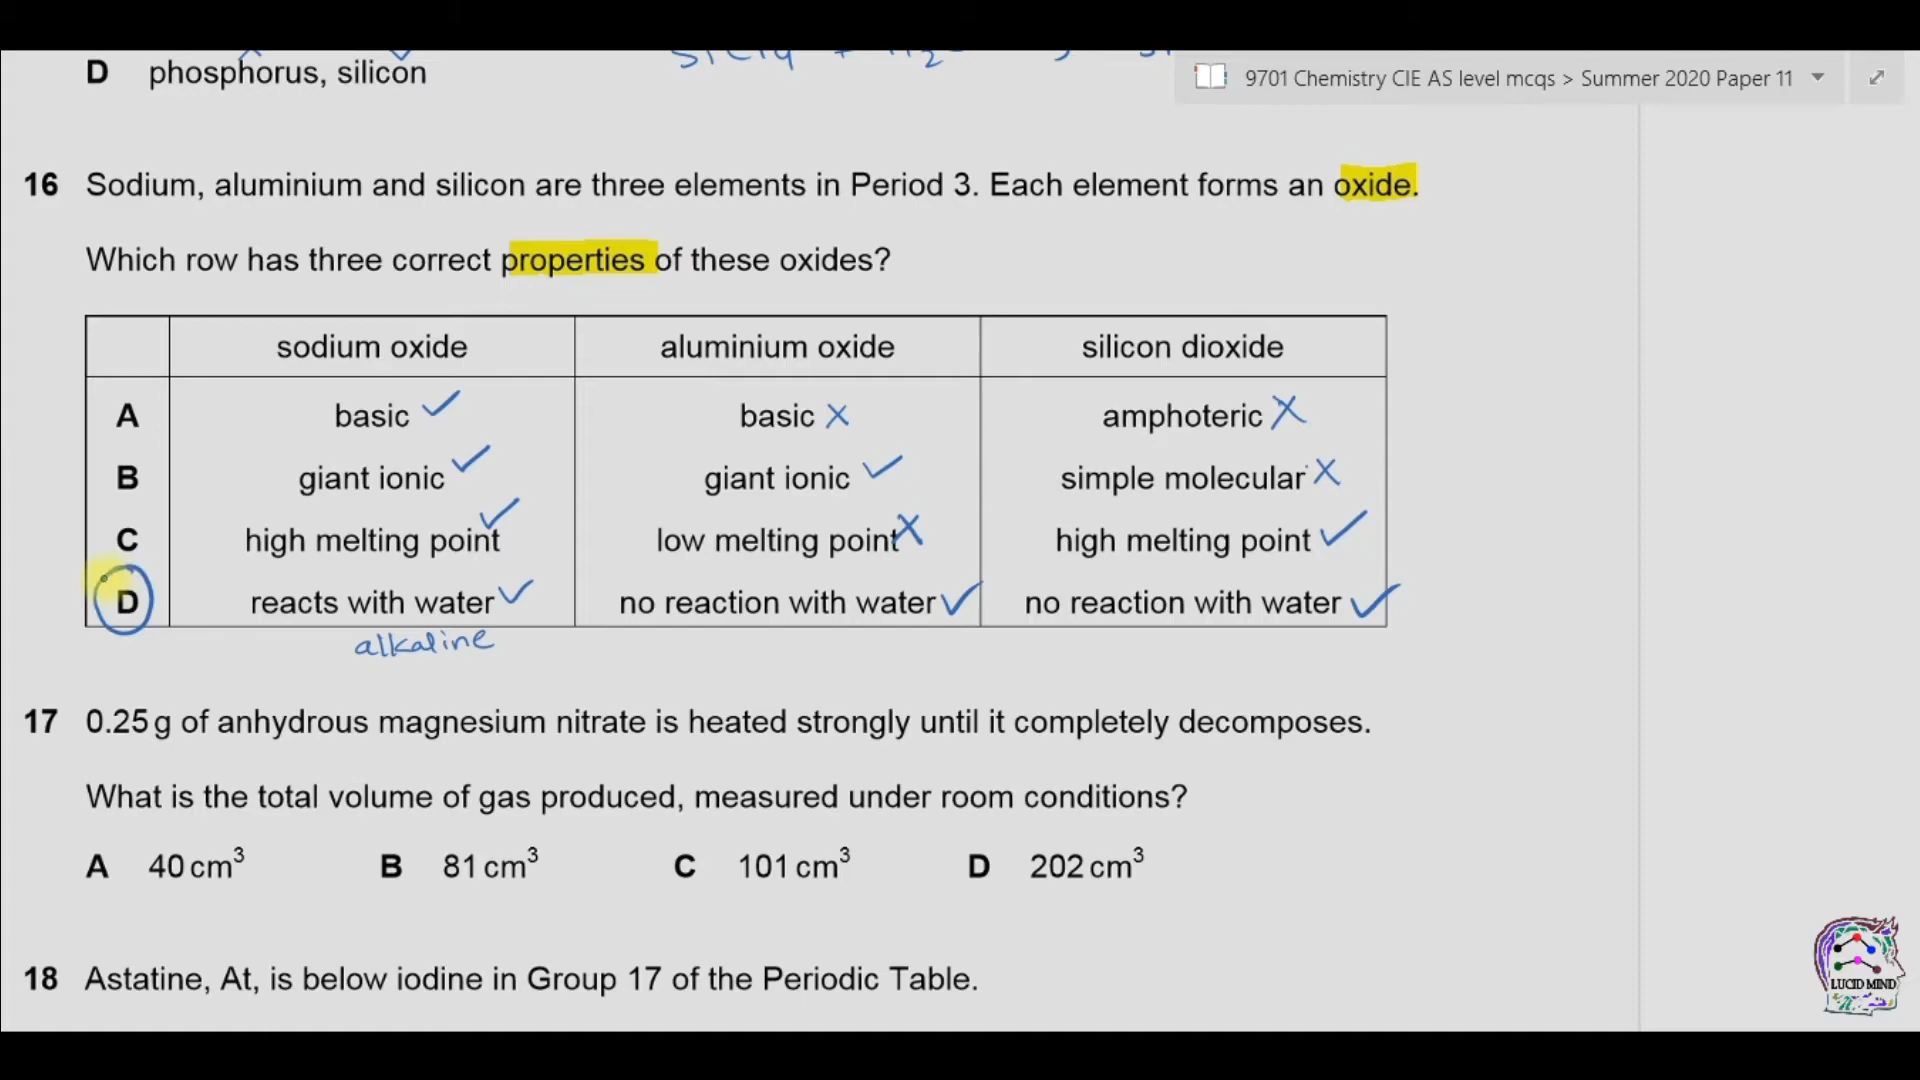 D phosphorus, silicon
9701 Chemistry CIE AS level mcqs > Summer 2020 Paper 11
16 Sodium, aluminium and silicon are three elements in Period 3. Each element forms an oxide.
Which row has three correct properties of these oxides?
sodium oxide aluminium oxide silicon dioxide
A basic ✓ basic X amphoteric X
B giant ionic ✓ giant ionic ✓ simple molecular X
C high melting point ✓ low melting point X high melting point ✓
D reacts with water ✓ no reaction with water ✓ no reaction with water ✓
alkaline
17 0.25 g of anhydrous magnesium nitrate is heated strongly until it completely decomposes.
What is the total volume of gas produced, measured under room conditions?
A 40 cm³ B 81 cm³ C 101 cm³ D 202 cm³
18 Astatine, At, is below iodine in Group 17 of the Periodic Table.
LUCID MIND